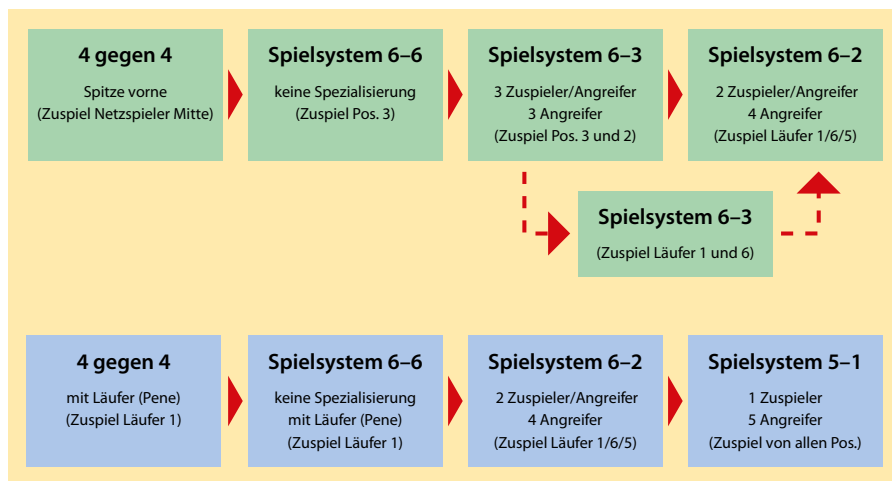 4 gegen 4
Spitze vorne
(Zuspiel Netzspieler Mitte)
Spielsystem 6–6
keine Spezialisierung
(Zuspiel Pos. 3)
Spielsystem 6–3
3 Zuspieler/Angreifer
3 Angreifer
(Zuspiel Pos. 3 und 2)
Spielsystem 6–2
2 Zuspieler/Angreifer
4 Angreifer
(Zuspiel Läufer 1/6/5)
Spielsystem 6–3
(Zuspiel Läufer 1 und 6)
4 gegen 4
mit Läufer (Pene)
(Zuspiel Läufer 1)
Spielsystem 6–6
keine Spezialisierung
mit Läufer (Pene)
(Zuspiel Läufer 1)
Spielsystem 6–2
2 Zuspieler/Angreifer
4 Angreifer
(Zuspiel Läufer 1/6/5)
Spielsystem 5–1
1 Zuspieler
5 Angreifer
(Zuspiel von allen Pos.)